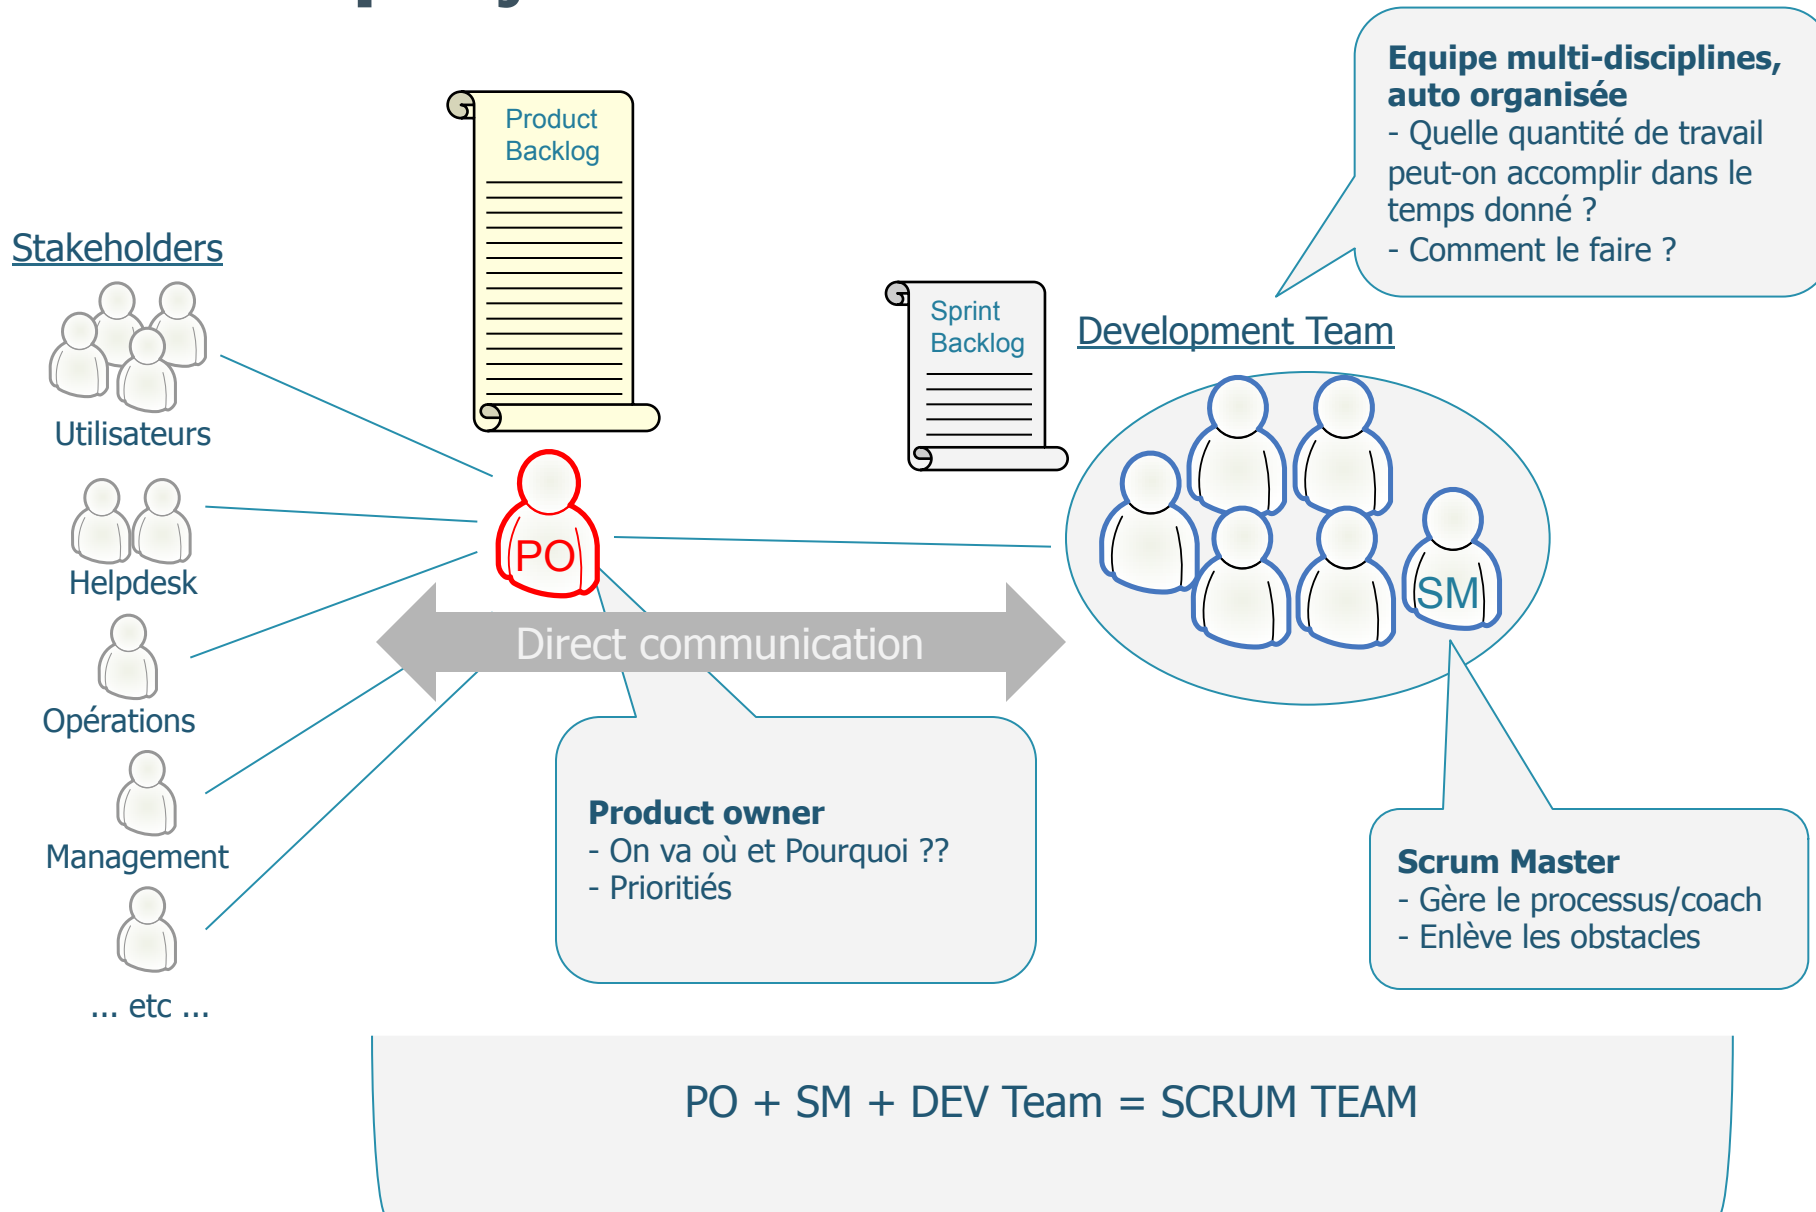 Equipe multi-disciplines,
auto organisée
- Quelle quantité de travail
peut-on accomplir dans le
temps donné ?
- Comment le faire ?
Product
Backlog
Stakeholders
Sprint
Backlog
Development Team
Utilisateurs
PO
Helpdesk
SM
Direct communication
Opérations
Product owner
- On va où et Pourquoi ??
- Prioritiés
Management
Scrum Master
- Gère le processus/coach
- Enlève les obstacles
... etc ...
PO + SM + DEV Team = SCRUM TEAM